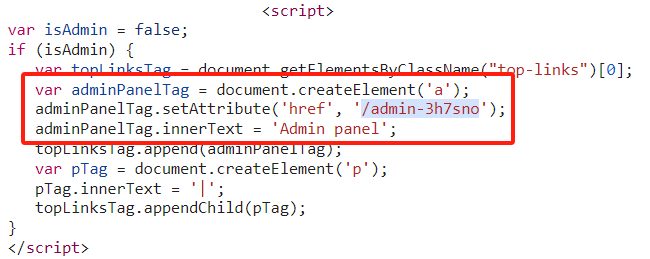 <script>
var isAdmin = false;
if (isAdmin) {
var topLinksTag = document.getElementsByClassName("top-links")[0];
var adminPanelTag = document.createElement('a');
adminPanelTag.setAttribute('href', '/admin-3h7sno');
adminPanelTag.innerText = 'Admin panel';
topLinksTag.append(adminPanelTag);
var pTag = document.createElement('p');
pTag.innerText = '|';
topLinksTag.appendChild(pTag);
}
</script>